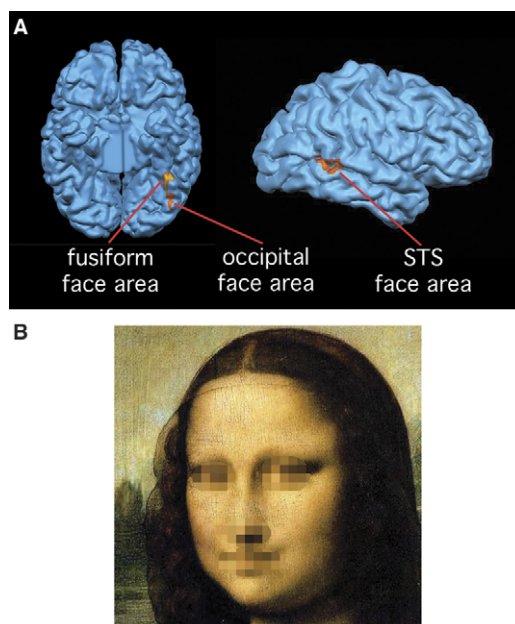 A
fusiform
face area
occipital
face area
STS
face area
B